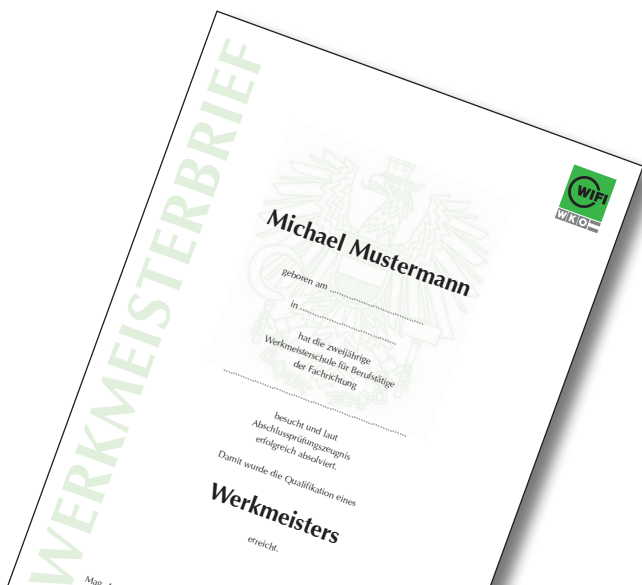 WERKMEISTERBRIEF
WIFI
WKO
Michael Mustermann
geboren am ........................................
in ........................................
hat die zweijährige
Werkmeisterschule für Berufstätige
der Fachrichtung
................................................................................
besucht und laut
Abschlussprüfungszeugnis
erfolgreich absolviert.
Damit wurde die Qualifikation eines
Werkmeisters
erreicht.
Mag.